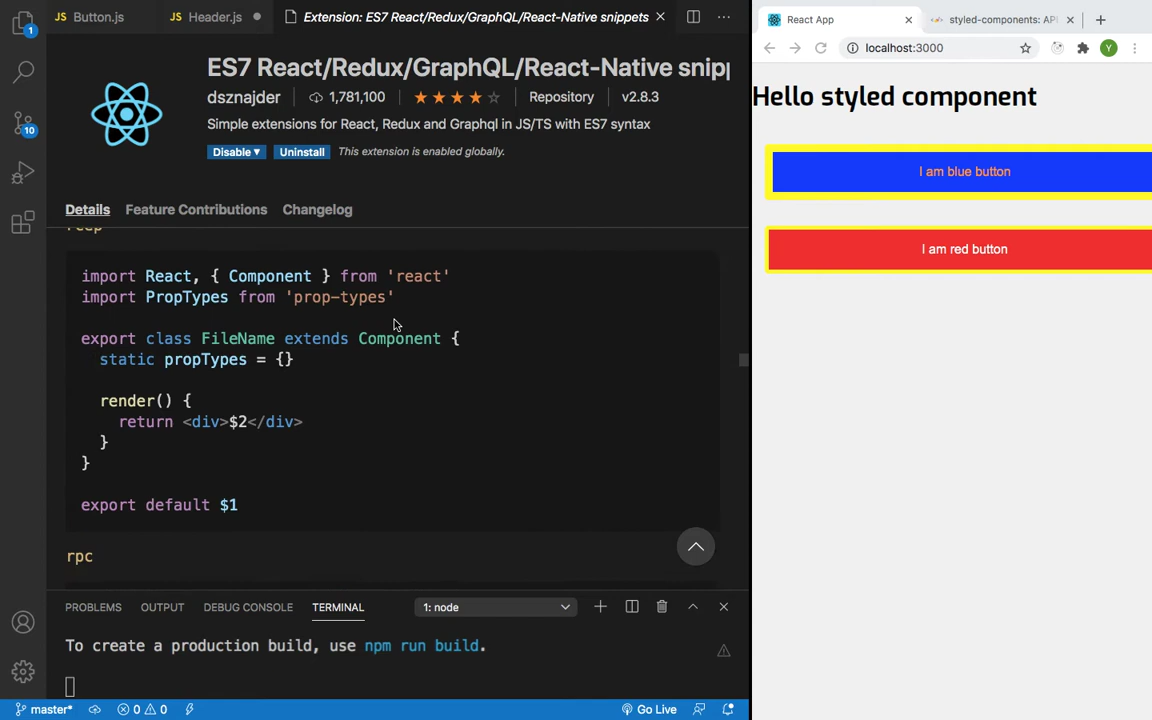 Button.js
Header.js
Extension: ES7 React/Redux/GraphQL/React-Native snippets
React App
styled-components: API
localhost:3000
Y
1
10
ES7 React/Redux/GraphQL/React-Native snipp
dsznajder
1,781,100
Repository
v2.8.3
Simple extensions for React, Redux and Graphql in JS/TS with ES7 syntax
Disable
Uninstall
This extension is enabled globally.
Details
Feature Contributions
Changelog
import React, { Component } from 'react'
import PropTypes from 'prop-types'
export class FileName extends Component {
static propTypes = {}
render() {
return <div>$2</div>
}
}
export default $1
rpc
PROBLEMS
OUTPUT
DEBUG CONSOLE
TERMINAL
1: node
To create a production build, use npm run build.
master*
0
0
Go Live
Hello styled component
I am blue button
I am red button